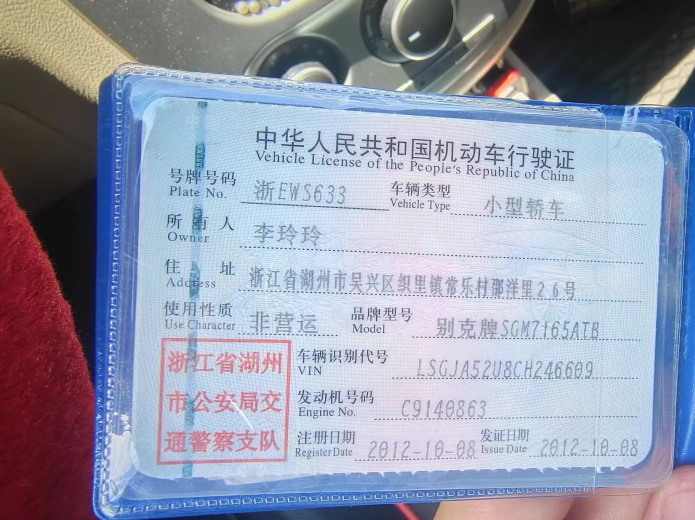 中华人民共和国机动车行驶证
Vehicle License of the People's Republic of China
号牌号码 浙EWS633 车辆类型 小型轿车
Plate No. Vehicle Type
所有人 李玲玲
Owner
住址 浙江省湖州市吴兴区织里镇常乐村那洋里26号
Address
使用性质 非营运 品牌型号 别克牌SGM7165ATB
Use Character Model
浙江省湖州
市公安局交
通警察支队
车辆识别代号 LSGJA52U8CH246609
VIN
发动机号码 C9140863
Engine No.
注册日期 2012-10-08 发证日期 2012-10-08
Register Date Issue Date